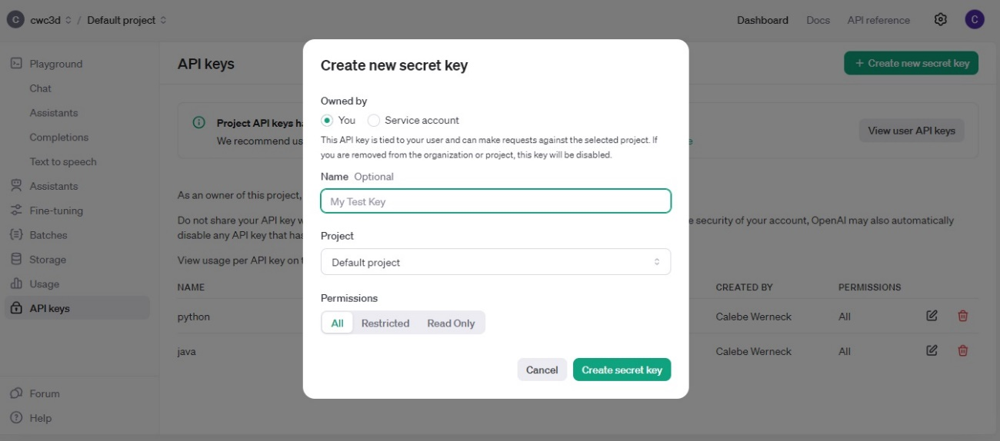 C cwc3d / Default project
Dashboard Docs API reference C
Playground
Chat
Assistants
Completions
Text to speech
Assistants
Fine-tuning
Batches
Storage
Usage
API keys
Forum
Help
API keys
+ Create new secret key
Project API keys ha
We recommend us
e
View user API keys
As an owner of this project,
Do not share your API key w
e security of your account, OpenAI may also automatically
disable any API key that has
View usage per API key on t
NAME CREATED BY PERMISSIONS
python Calebe Werneck All
java Calebe Werneck All
Create new secret key
Owned by
You Service account
This API key is tied to your user and can make requests against the selected project. If
you are removed from the organization or project, this key will be disabled.
Name Optional
My Test Key
Project
Default project
Permissions
All Restricted Read Only
Cancel Create secret key